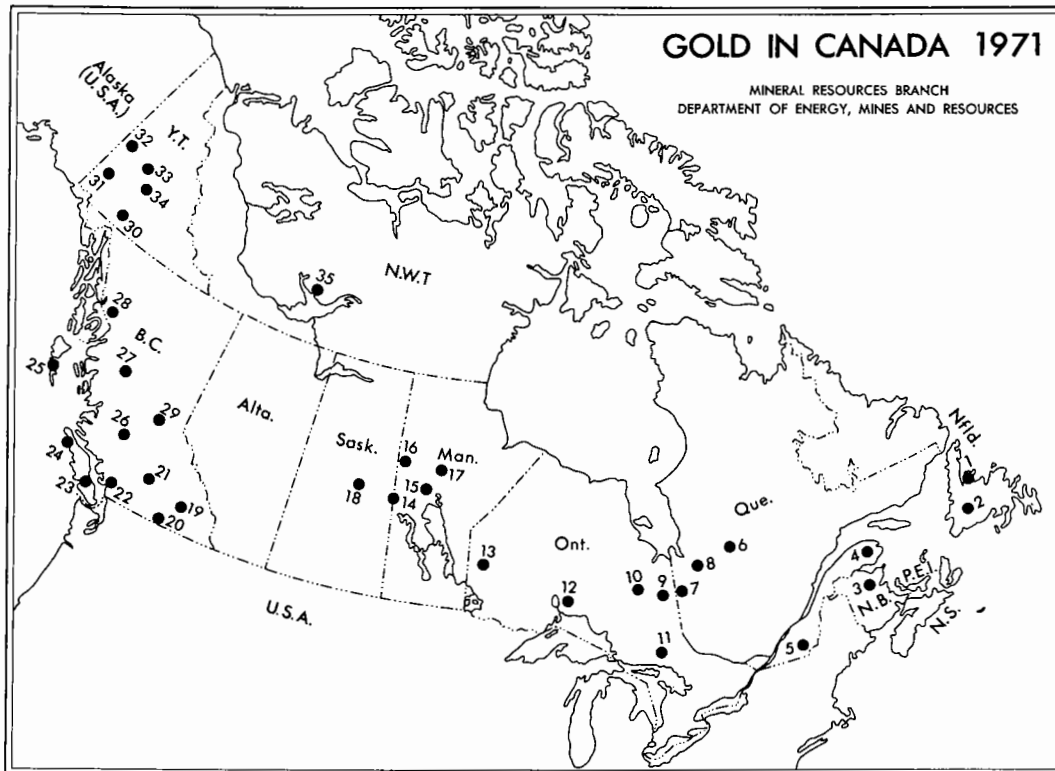 GOLD IN CANADA 1971
MINERAL RESOURCES BRANCH
DEPARTMENT OF ENERGY, MINES AND RESOURCES
Alaska
(U.S.A.)
Y.T.
32
33
31
34
30
35
N.W.T
28
B.C.
27
25
29
26
24
21
23
22
19
20
Alta.
Sask.
18
16
Man.
17
15
14
13
Ont.
12
10
9
11
Que.
6
8
7
Nfld.
1
2
4
3
P.E.I.
N.B.
N.S.
5
U.S.A.